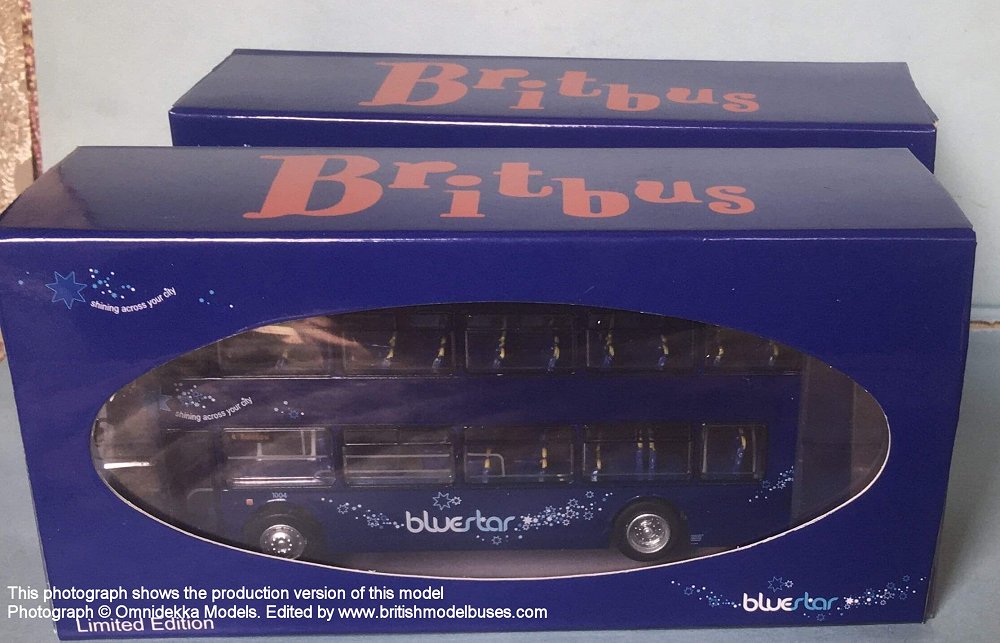 Britbus
Britbus
shining across your city
shining across your city
1004
bluestar
bluestar
This photograph shows the production version of this model
Photograph © Omnidekka Models. Edited by www.britishmodelbuses.com
Limited Edition